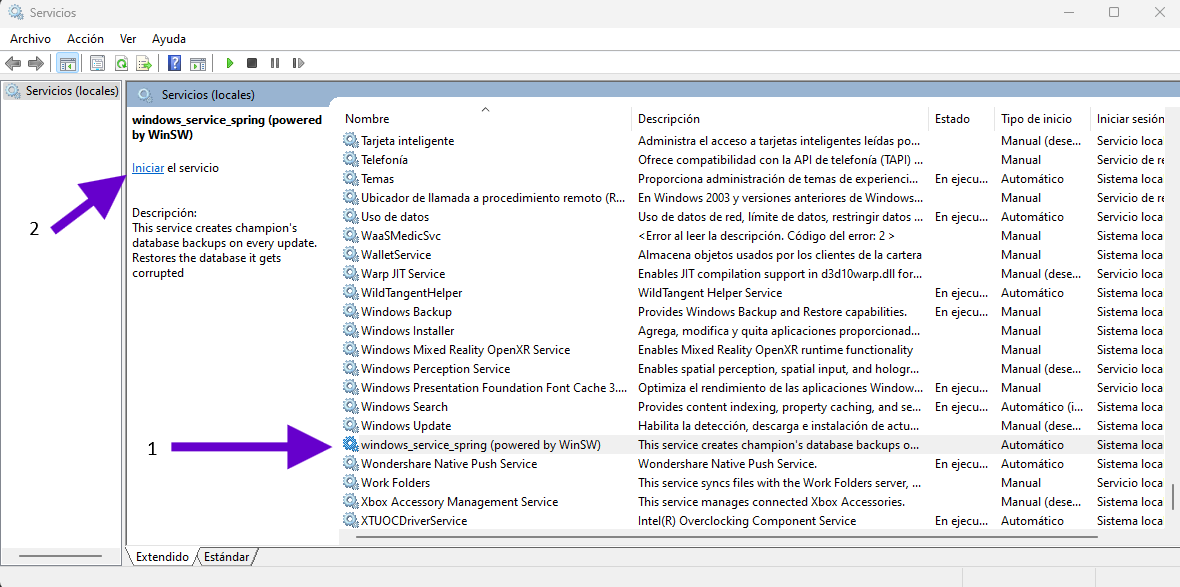 Servicios
Archivo Acción Ver Ayuda
Servicios (locales)
Servicios (locales)
windows_service_spring (powered
by WinSW)
Iniciar el servicio
Descripción:
This service creates champion's
database backups on every update.
Restores the database it gets
corrupted
2
1
Nombre Descripción Estado Tipo de inicio Iniciar sesión
Tarjeta inteligente Administra el acceso a tarjetas inteligentes leídas po... Manual (dese... Servicio loca
Telefonía Ofrece compatibilidad con la API de telefonía (TAPI) ... Manual Servicio de re
Temas Proporciona administración de temas de experienci... En ejecu... Automático Sistema loca
Ubicador de llamada a procedimiento remoto (R... En Windows 2003 y versiones anteriores de Windows... Manual Servicio de re
Uso de datos Uso de datos de red, límite de datos, restringir datos ... En ejecu... Automático Servicio loca
WaaSMedicSvc <Error al leer la descripción. Código del error: 2 > Manual Sistema loca
WalletService Almacena objetos usados por los clientes de la cartera Manual Sistema loca
Warp JIT Service Enables JIT compilation support in d3d10warp.dll for... Manual (dese... Servicio loca
WildTangentHelper WildTangent Helper Service En ejecu... Automático Sistema loca
Windows Backup Provides Windows Backup and Restore capabilities. En ejecu... Manual Sistema loca
Windows Installer Agrega, modifica y quita aplicaciones proporcionad... Manual Sistema loca
Windows Mixed Reality OpenXR Service Enables Mixed Reality OpenXR runtime functionality Manual Sistema loca
Windows Perception Service Enables spatial perception, spatial input, and hologr... Manual (dese... Servicio loca
Windows Presentation Foundation Font Cache 3.... Optimiza el rendimiento de las aplicaciones Window... En ejecu... Manual Servicio loca
Windows Search Provides content indexing, property caching, and se... En ejecu... Automático (i... Sistema loca
Windows Update Habilita la detección, descarga e instalación de actu... Manual (dese... Sistema loca
windows_service_spring (powered by WinSW) This service creates champion's database backups o... Automático Sistema loca
Wondershare Native Push Service Wondershare Native Push Service. En ejecu... Automático Sistema loca
Work Folders This service syncs files with the Work Folders server, ... Manual Servicio loca
Xbox Accessory Management Service This service manages connected Xbox Accessories. Manual (dese... Sistema loca
XTUOCDriverService Intel(R) Overclocking Component Service En ejecu... Automático Sistema loca
Extendido Estándar